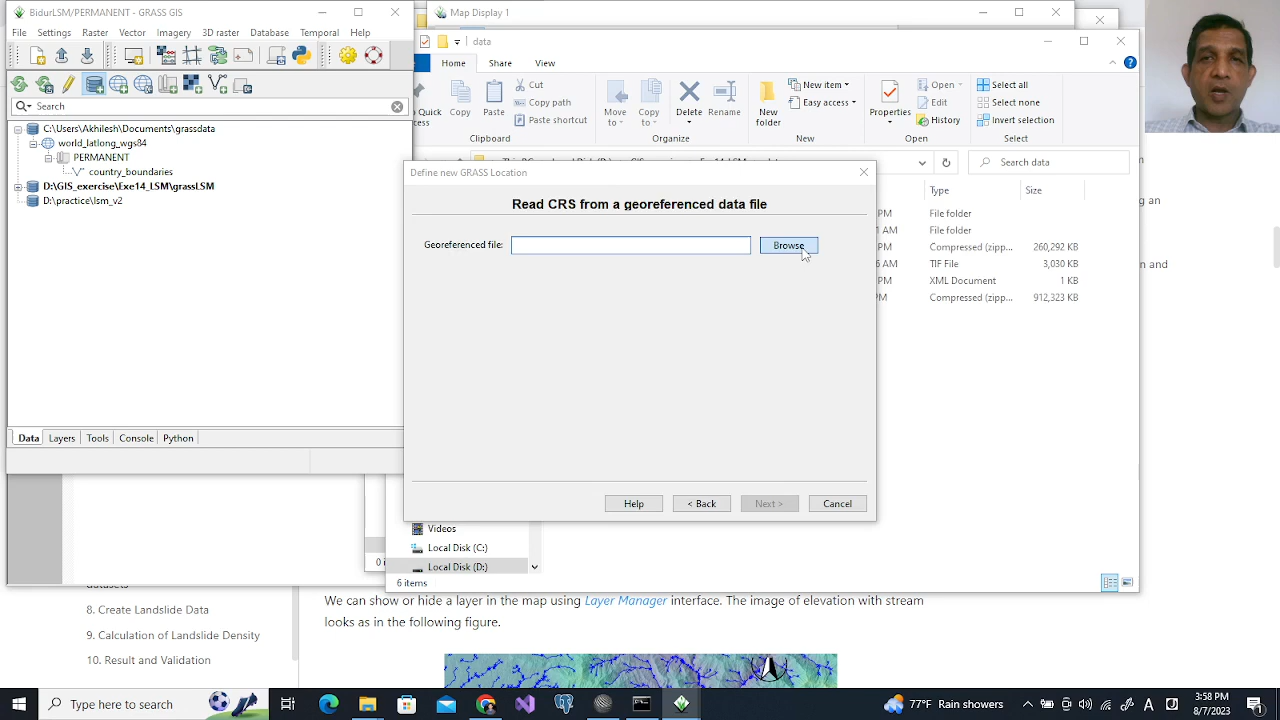 BidurLSM/PERMANENT - GRASS GIS
Map Display 1
File Settings Raster Vector Imagery 3D raster Database Temporal Help
data
Home Share View
Search
C:\Users\Akhilesh\Documents\grassdata
world_latlong_wgs84
PERMANENT
country_boundaries
D:\GIS_exercise\Exe14_LSM\grassLSM
D:\practice\lsm_v2
Data Layers Tools Console Python
Quick
Copy
Paste
Cut
Copy path
Paste shortcut
Clipboard
Move to
Copy to
Delete
Rename
Organize
New folder
New item
Easy access
New
Properties
Open
Edit
History
Open
Select all
Select none
Invert selection
Select
Search data
Type Size
PM File folder
AM File folder
PM Compressed (zipp... 260,292 KB
AM TIF File 3,030 KB
PM XML Document 1 KB
PM Compressed (zipp... 912,323 KB
Define new GRASS Location
Read CRS from a georeferenced data file
Georeferenced file:
Browse
Help
< Back
Next >
Cancel
Videos
Local Disk (C:)
Local Disk (D:)
6 items
an
and
8. Create Landslide Data
9. Calculation of Landslide Density
10. Result and Validation
We can show or hide a layer in the map using Layer Manager interface. The image of elevation with stream
looks as in the following figure.
Type here to search
77°F Rain showers
3:58 PM
8/7/2023